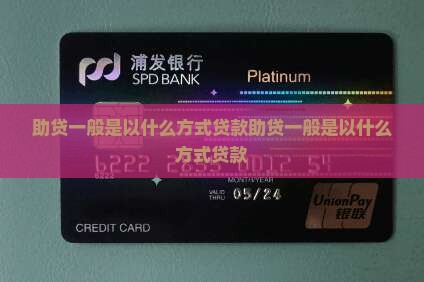 浦发银行
SPD BANK
Platinum
助贷一般是以什么方式贷款助贷一般是以什么
方式贷款
6222
MONTH/YEAR
VALID
THRU
05/24
CREDIT CARD
UnionPay
银联